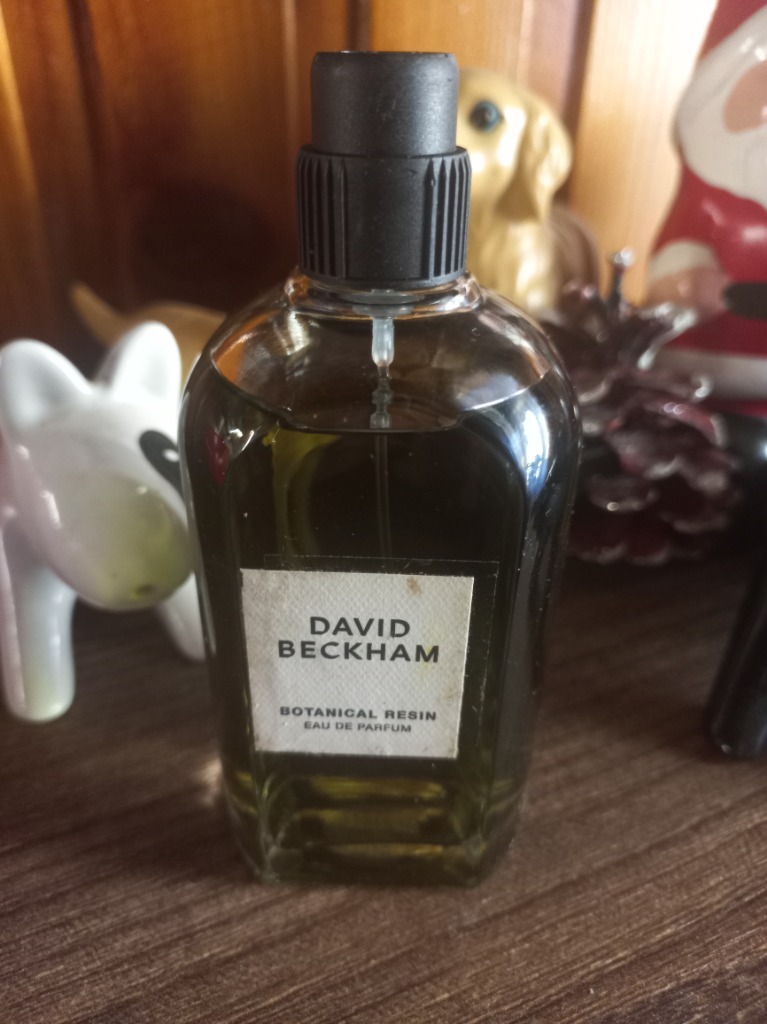 DAVID
BECKHAM
BOTANICAL RESIN
EAU DE PARFUM